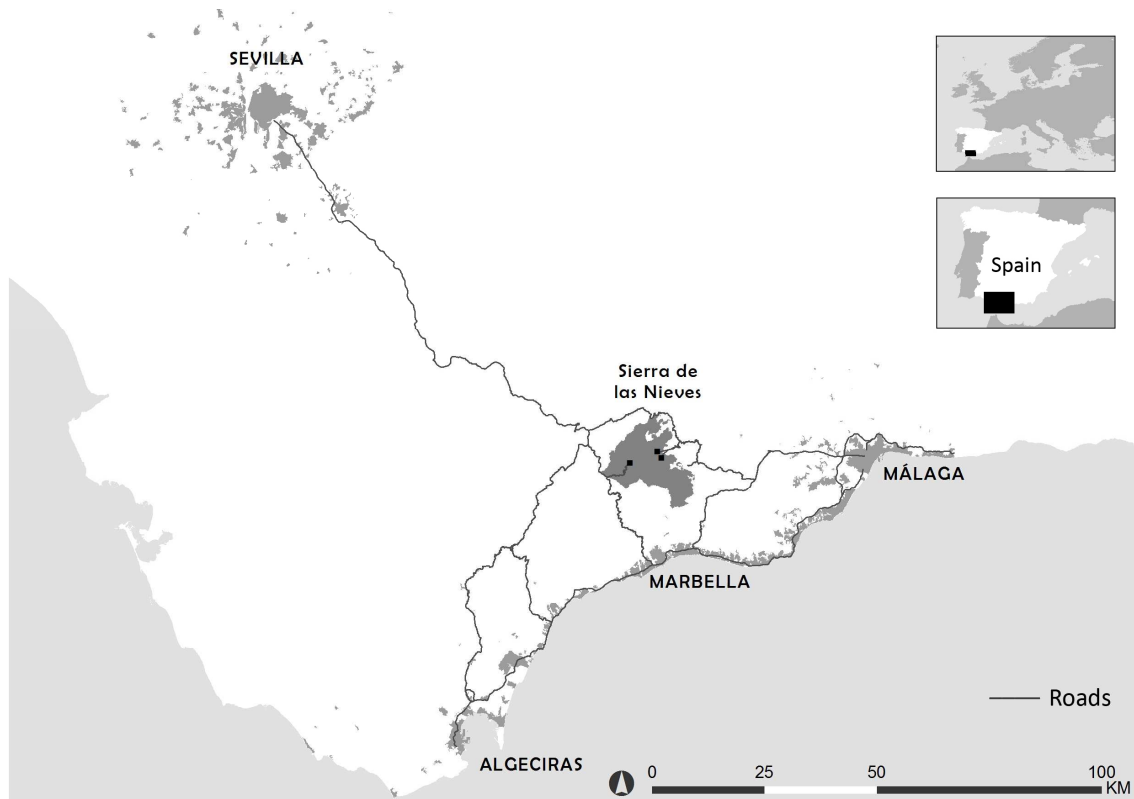 SEVILLA
Spain
Sierra de
las Nieves
MÁLAGA
MARBELLA
Roads
ALGECIRAS
0 25 50 100
KM